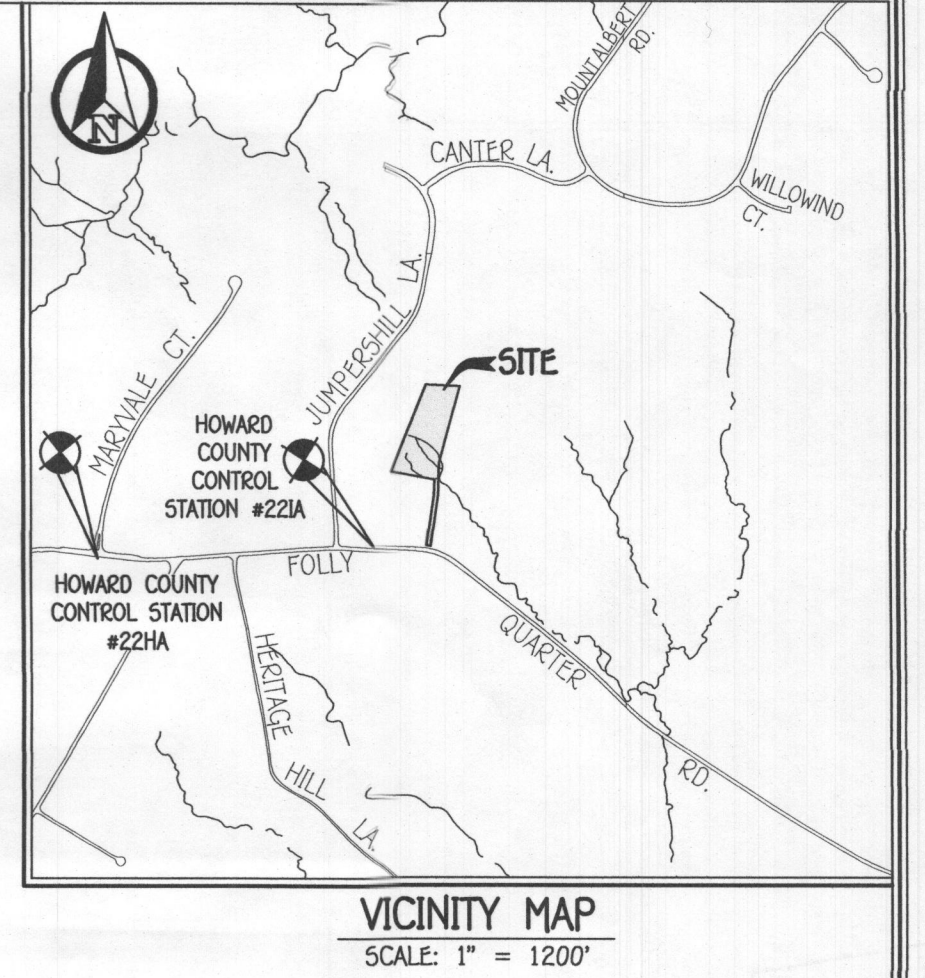 N
MOUNTALBERT
RD.
CANTER LA.
WILLOWIND
CT.
JUMPERSHILL LA.
MARYVALE CT.
SITE
HOWARD
COUNTY
CONTROL
STATION #22IA
FOLLY QUARTER RD.
HOWARD COUNTY
CONTROL STATION
#22HA
HERITAGE HILL LA.
VICINITY MAP
SCALE: 1" = 1200'